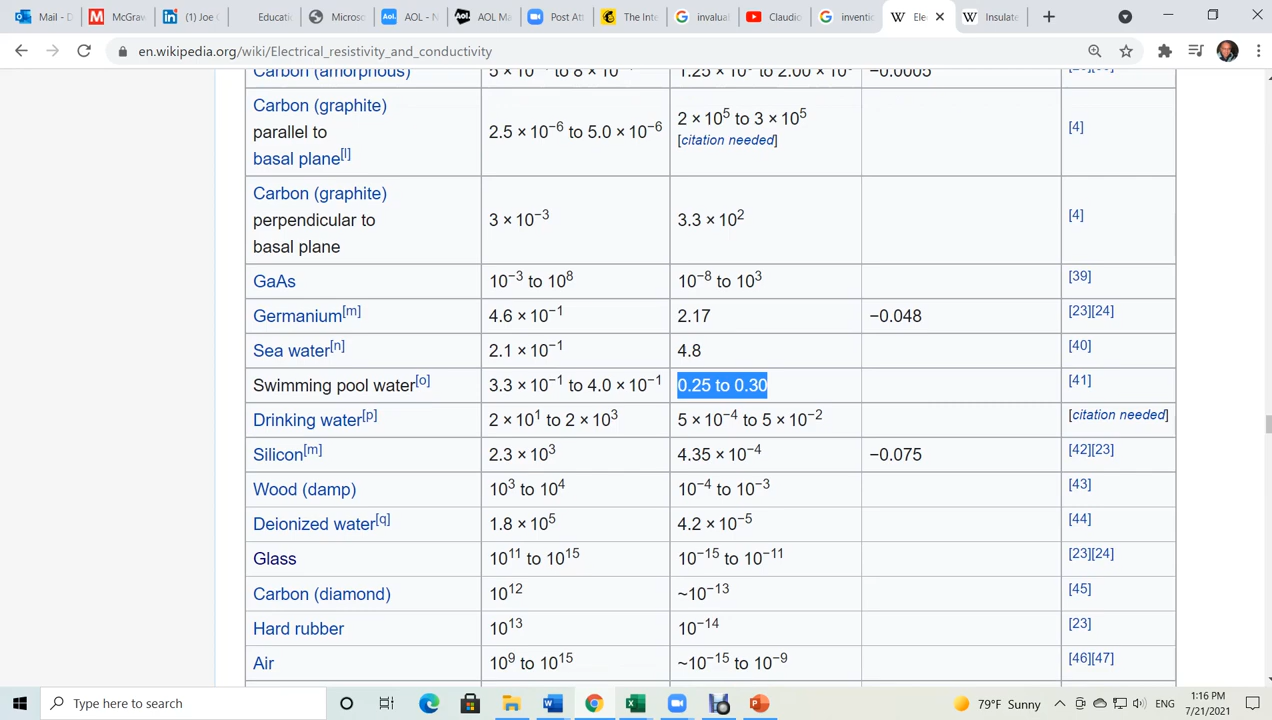 Mail - D
McGrav
(1) Joe
Educati
Microso
AOL - N
AOL Ma
Post Att
The Inte
invalua
Claudio
inventio
Ele
Insulate
en.wikipedia.org/wiki/Electrical_resistivity_and_conductivity
Carbon (amorphous)
−0.0005
Carbon (graphite)
parallel to
basal plane[l] 2.5 × 10⁻⁶ to 5.0 × 10⁻⁶ 2 × 10⁵ to 3 × 10⁵ [4]
[citation needed]
Carbon (graphite)
perpendicular to
basal plane 3 × 10⁻³ 3.3 × 10² [4]
GaAs 10⁻³ to 10⁸ 10⁻⁸ to 10³ [39]
Germanium[m] 4.6 × 10⁻¹ 2.17 −0.048 [23][24]
Sea water[n] 2.1 × 10⁻¹ 4.8 [40]
Swimming pool water[o] 3.3 × 10⁻¹ to 4.0 × 10⁻¹ 0.25 to 0.30 [41]
Drinking water[p] 2 × 10¹ to 2 × 10³ 5 × 10⁻⁴ to 5 × 10⁻² [citation needed]
Silicon[m] 2.3 × 10³ 4.35 × 10⁻⁴ −0.075 [42][23]
Wood (damp) 10³ to 10⁴ 10⁻⁴ to 10⁻³ [43]
Deionized water[q] 1.8 × 10⁵ 4.2 × 10⁻⁵ [44]
Glass 10¹¹ to 10¹⁵ 10⁻¹⁵ to 10⁻¹¹ [23][24]
Carbon (diamond) 10¹² ~10⁻¹³ [45]
Hard rubber 10¹³ 10⁻¹⁴ [23]
Air 10⁹ to 10¹⁵ ~10⁻¹⁵ to 10⁻⁹ [46][47]
Type here to search
79°F Sunny
ENG
1:16 PM
7/21/2021